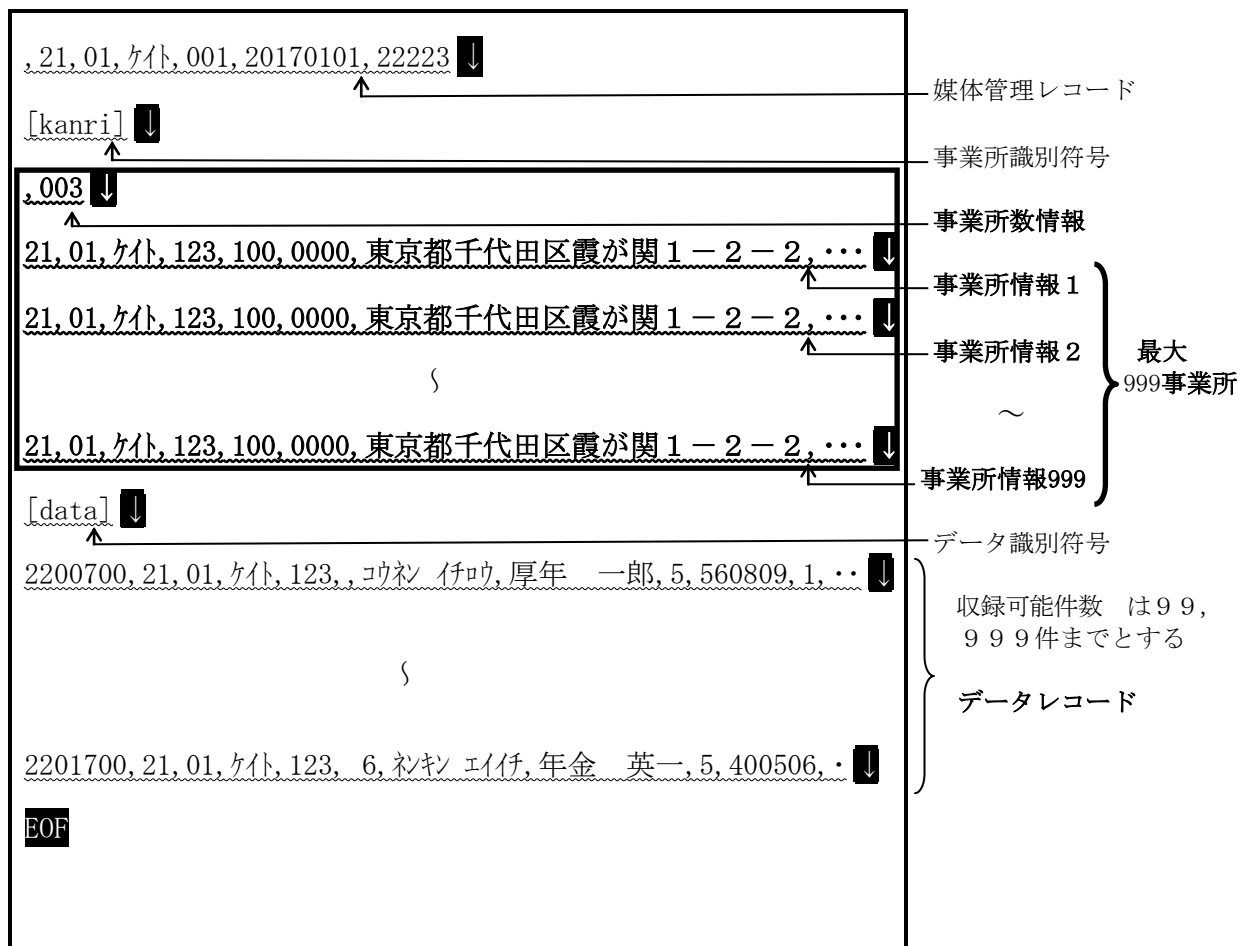 ,21,01,ｹｲﾄ,001,20170101,22223↓
媒体管理レコード
[kanri]↓
事業所識別符号
,003↓
事業所数情報
21,01,ｹｲﾄ,123,100,0000,東京都千代田区霞が関１－２－２,･･･↓
事業所情報１
21,01,ｹｲﾄ,123,100,0000,東京都千代田区霞が関１－２－２,･･･↓
事業所情報２
最大
999事業所
～
～
21,01,ｹｲﾄ,123,100,0000,東京都千代田区霞が関１－２－２,･･･↓
事業所情報999
[data]↓
データ識別符号
2200700,21,01,ｹｲﾄ,123,,ｺｳﾈﾝ ｲﾁﾛｳ,厚年　一郎,5,560809,1,･･↓
収録可能件数　は９９,
９９９件までとする
～
データレコード
2201700,21,01,ｹｲﾄ,123, 6,ﾈﾝｷﾝ ｴｲｲﾁ,年金　英一,5,400506,･↓
EOF